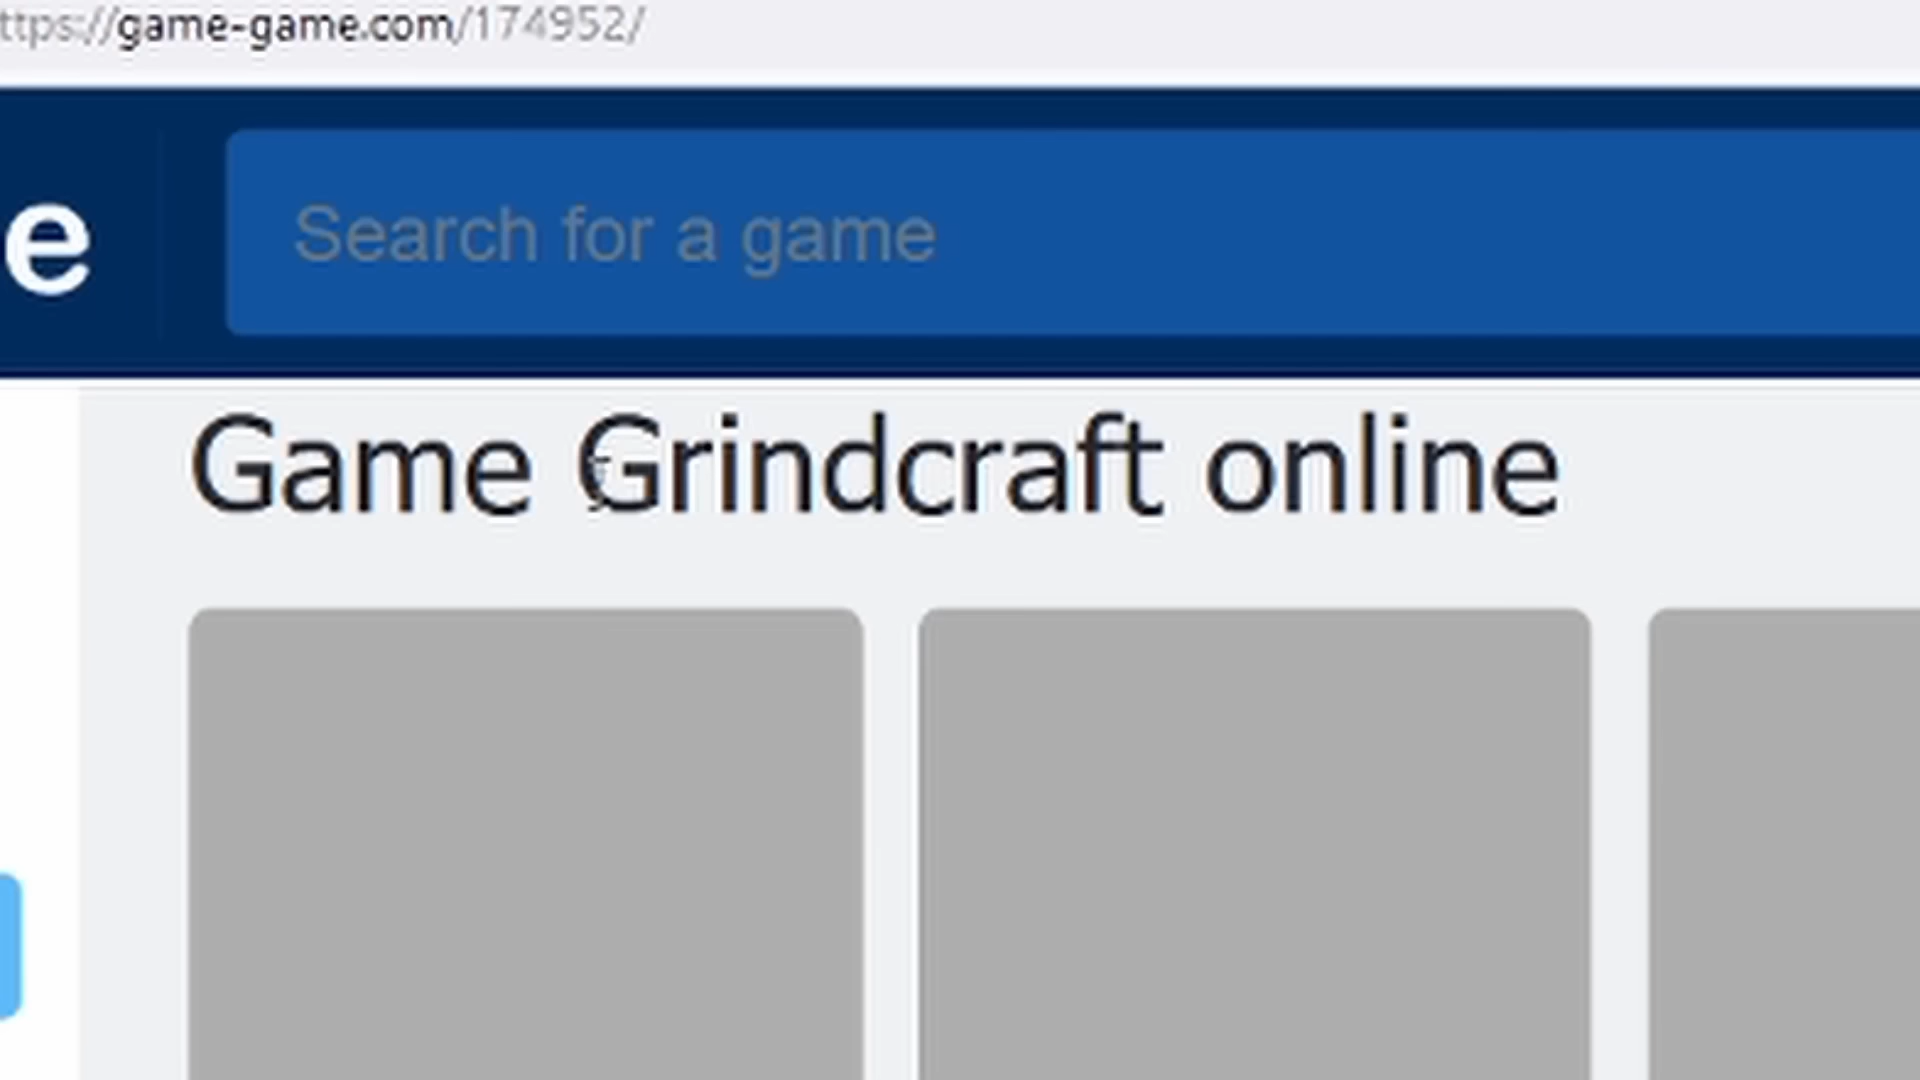 ttps://game-game.com/174952/
e
Search for a game
Game Grindcraft online